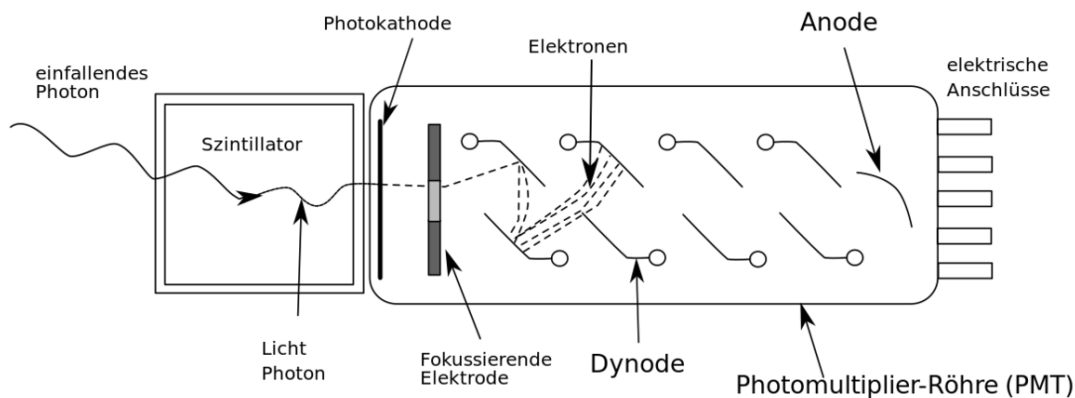 Photokathode
Anode
Elektronen
einfallendes
Photon
elektrische
Anschlüsse
Szintillator
Licht
Photon
Fokussierende
Elektrode
Dynode
Photomultiplier-Röhre (PMT)